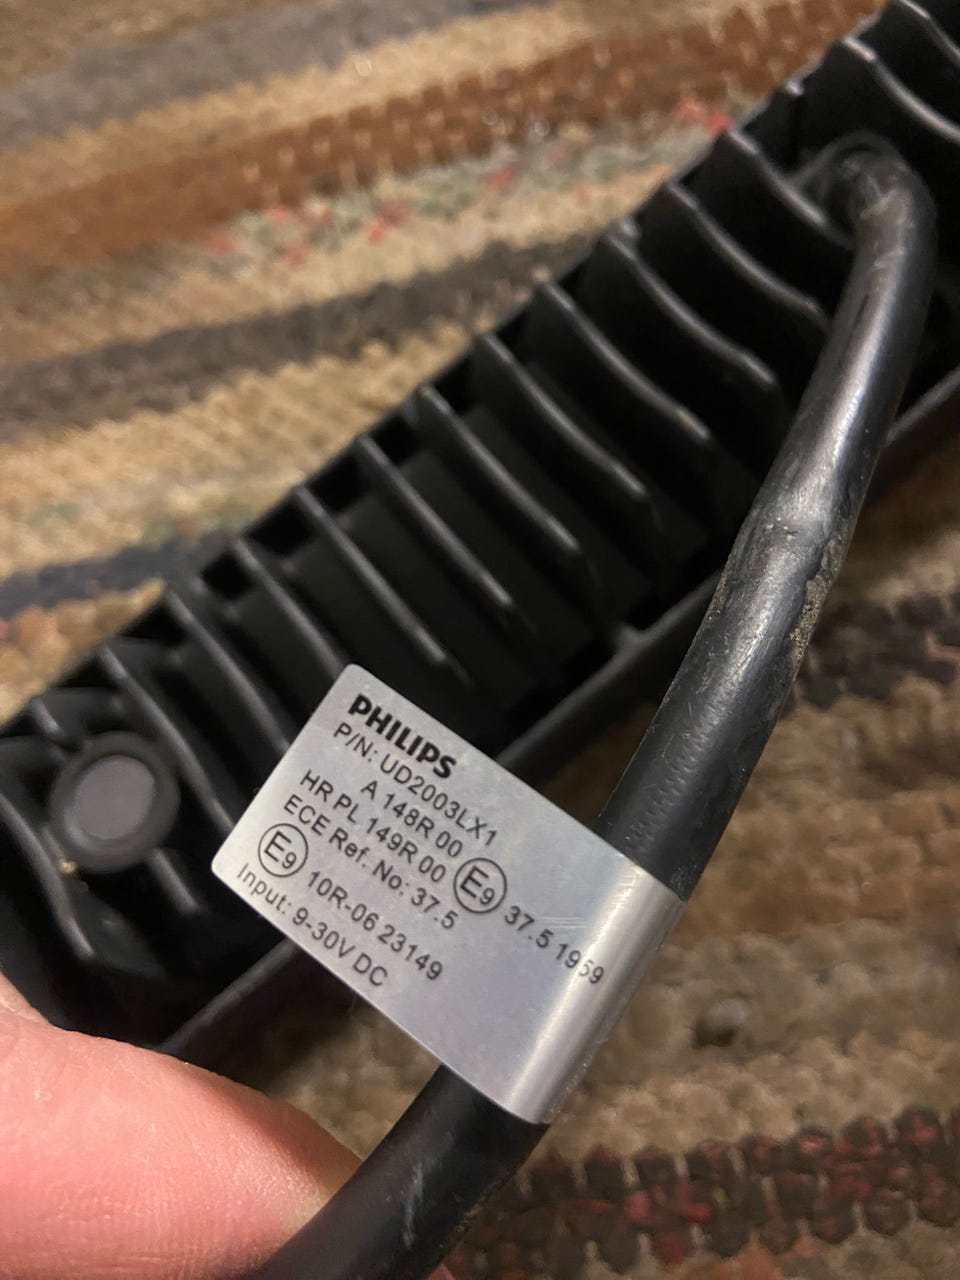 PHILIPS
P/N: UD2003LX1
A 148R 00
HR PL 149R 00 E9 37.5 1959
ECE Ref. No: 37.5
E9 10R-06 23149
Input: 9-30V DC